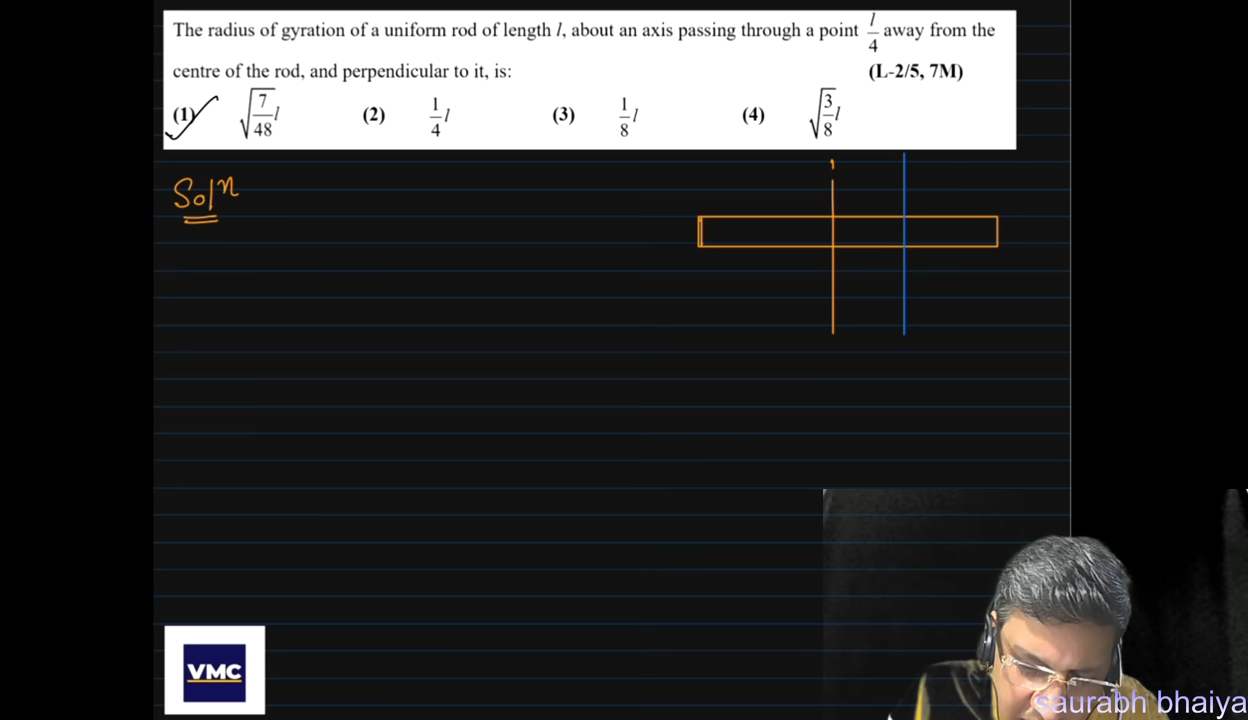 The radius of gyration of a uniform rod of length l, about an axis passing through a point l/4 away from the
centre of the rod, and perpendicular to it, is: (L-2/5, 7M)
(1) √(7/48) l (2) 1/4 l (3) 1/8 l (4) √(3/8) l
Solⁿ
VMC
saurabh bhaiya